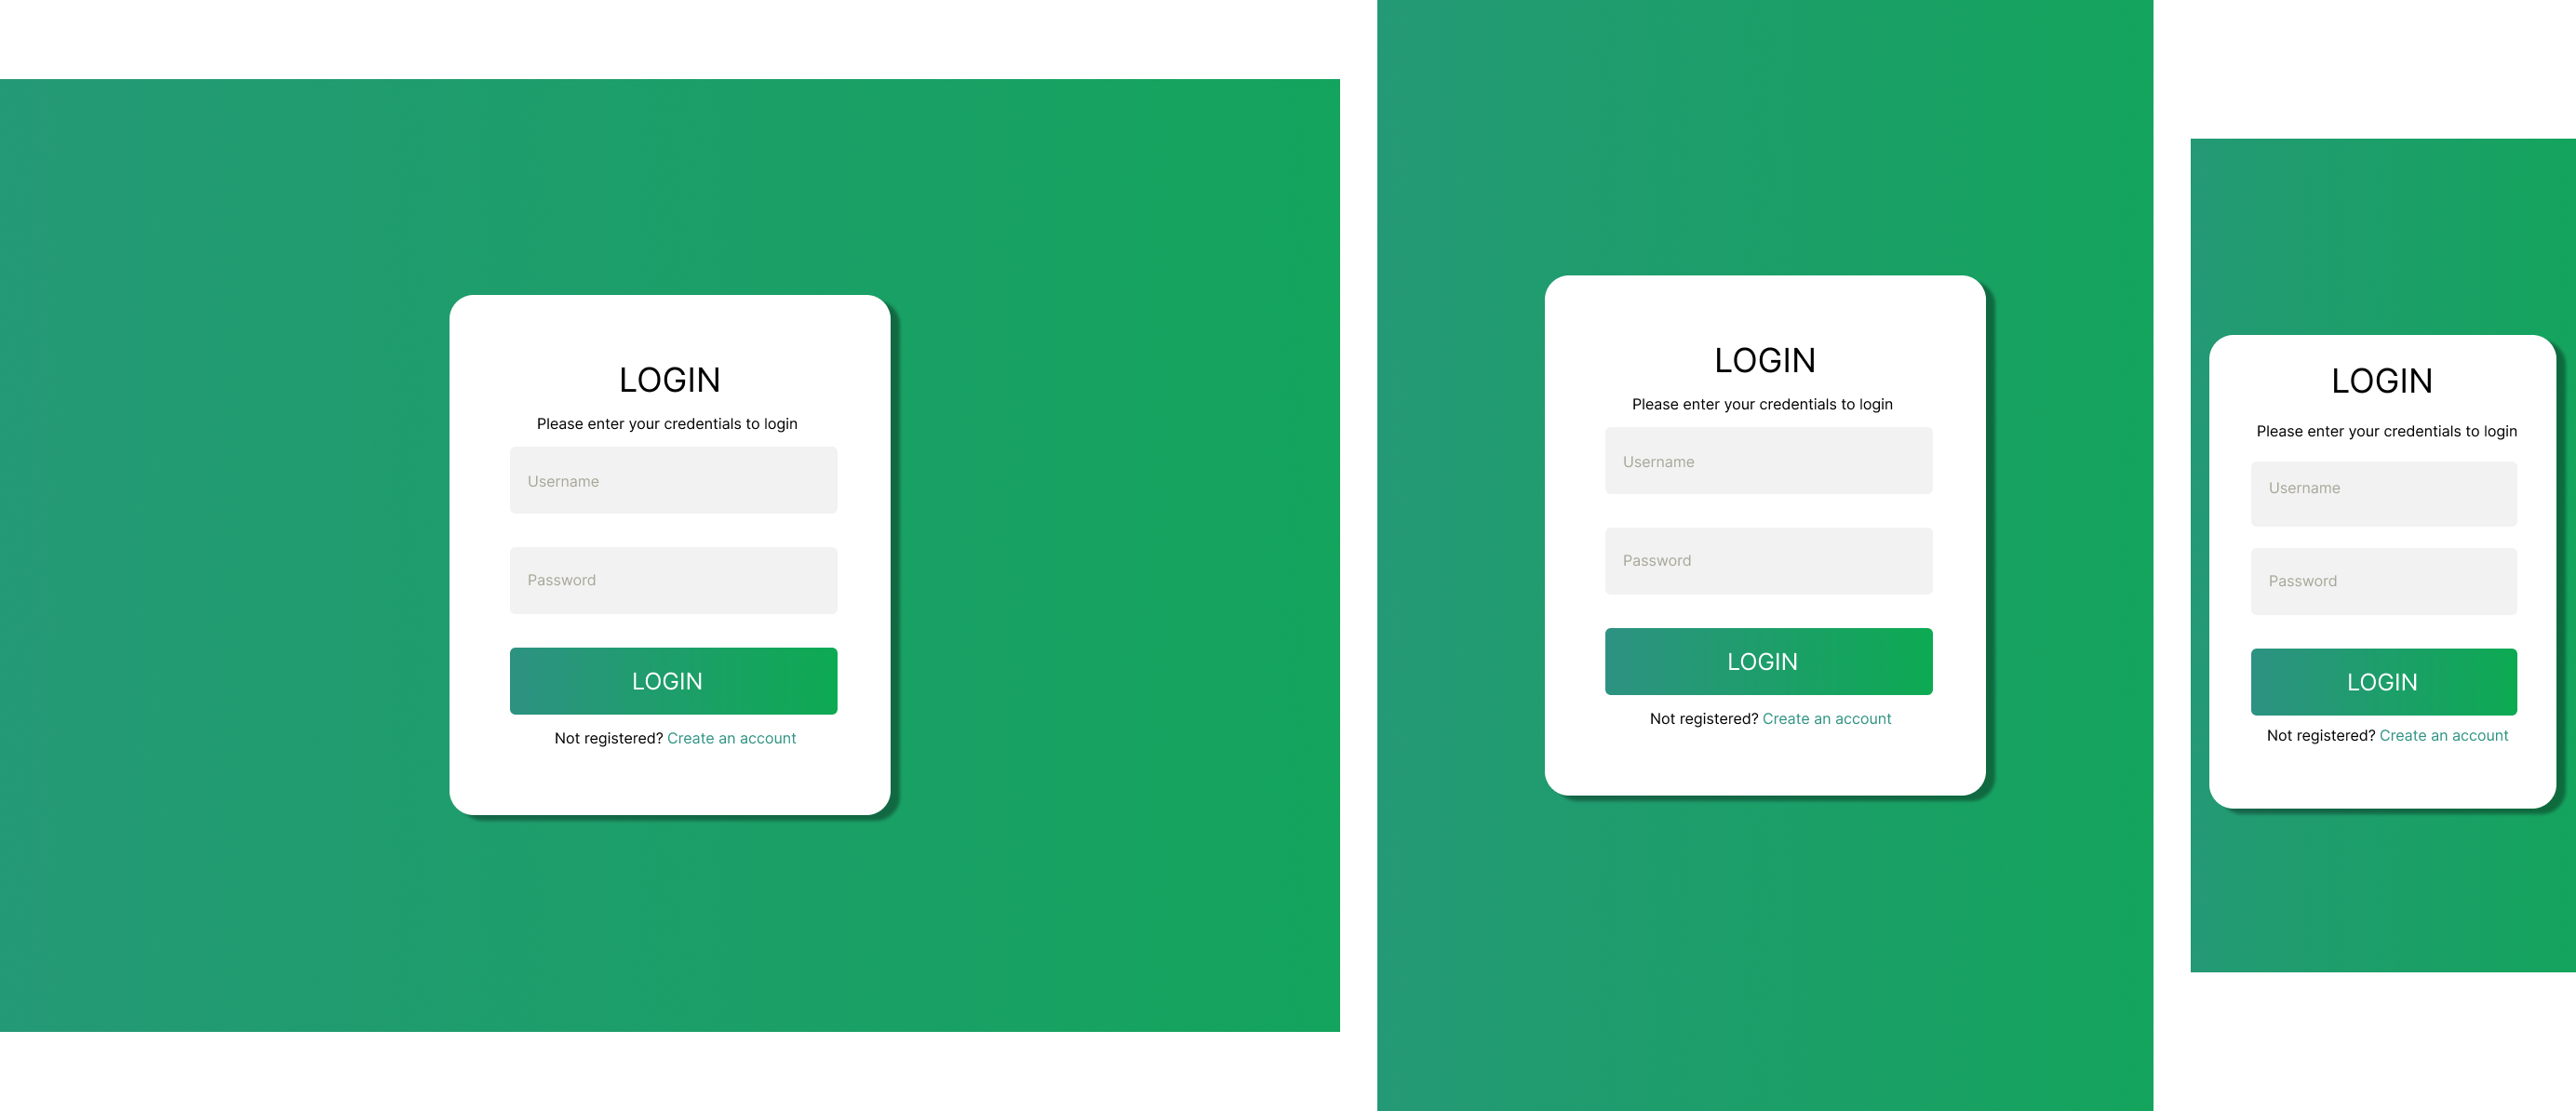 LOGIN
Please enter your credentials to login
Username
Password
LOGIN
Not registered? Create an account
LOGIN
Please enter your credentials to login
Username
Password
LOGIN
Not registered? Create an account
LOGIN
Please enter your credentials to login
Username
Password
LOGIN
Not registered? Create an account